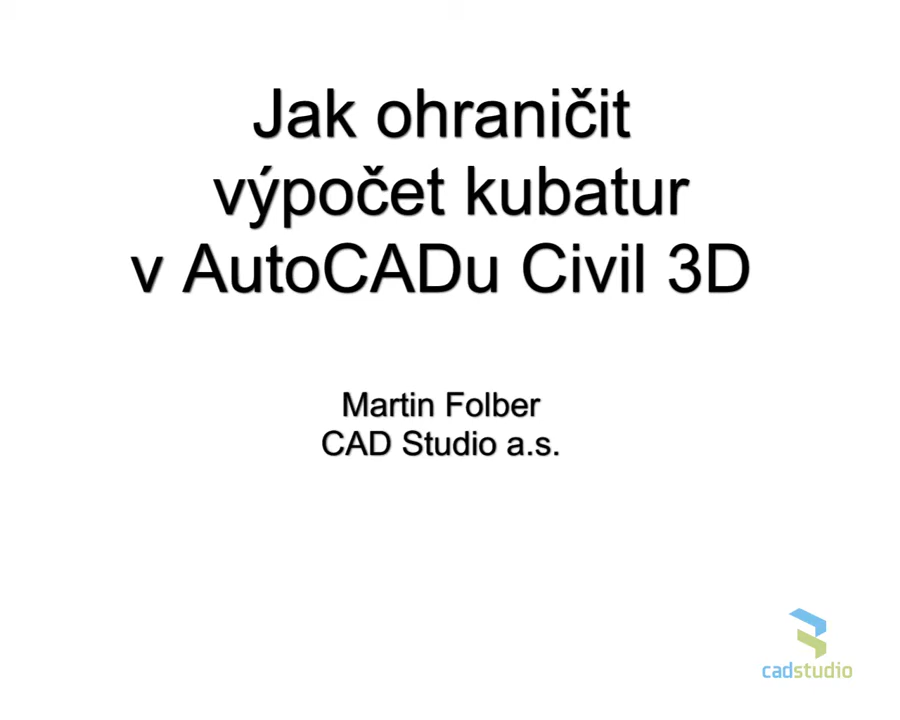 Jak ohraničit
výpočet kubatur
v AutoCADu Civil 3D
Martin Folber
CAD Studio a.s.
cadstudio